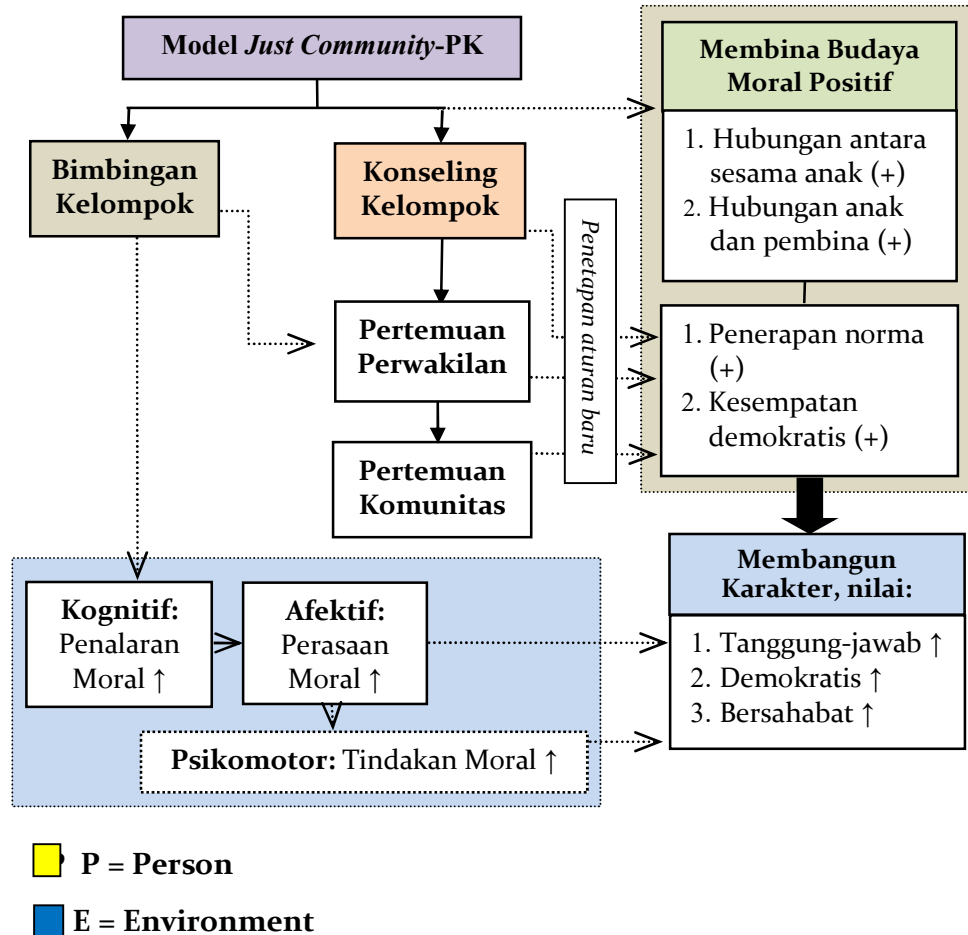 Model Just Community-PK
Membina Budaya
Moral Positif
1. Hubungan antara
sesama anak (+)
2. Hubungan anak
dan pembina (+)
Bimbingan
Kelompok
Konseling
Kelompok
Penetapan aturan baru
Pertemuan
Perwakilan
1. Penerapan norma
(+)
2. Kesempatan
demokratis (+)
Pertemuan
Komunitas
Membangun
Karakter, nilai:
1. Tanggung-jawab ↑
2. Demokratis ↑
3. Bersahabat ↑
Kognitif:
Penalaran
Moral ↑
Afektif:
Perasaan
Moral ↑
Psikomotor: Tindakan Moral ↑
P = Person
E = Environment